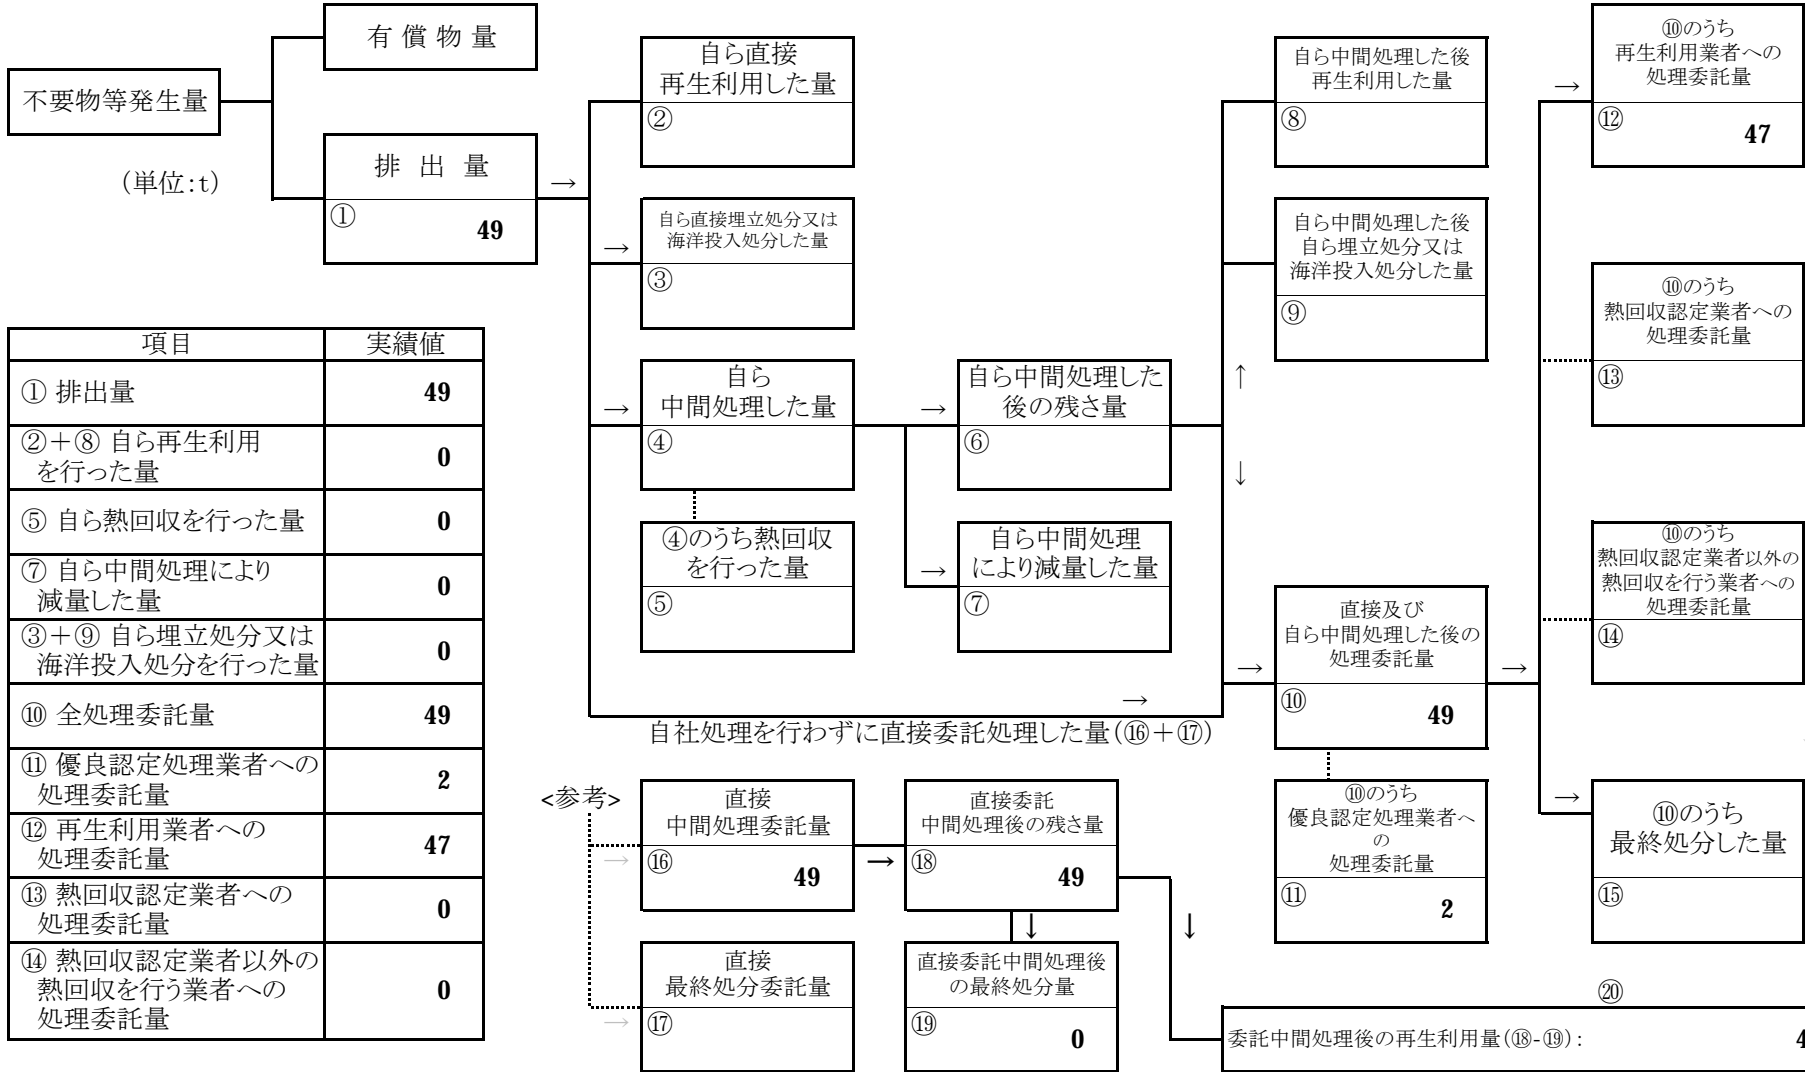 有 償 物 量
不要物等発生量
(単位:t)
排 出 量
→
①
49
自ら直接
再生利用した量
②
→
自ら直接埋立処分又は
海洋投入処分した量
③
→
自ら
中間処理した量
④
④のうち熱回収
を行った量
⑤
→
自ら中間処理した
後の残さ量
⑥
→
自ら中間処理
により減量した量
⑦
自ら中間処理した後
再生利用した量
⑧
自ら中間処理した後
自ら埋立処分又は
海洋投入処分した量
⑨
↑
↓
→
直接及び
自ら中間処理した後の
処理委託量
⑩
49
⑩のうち
優良認定処理業者へ
の
処理委託量
⑪
2
→
→
⑩のうち
再生利用業者への
処理委託量
⑫
47
⑩のうち
熱回収認定業者への
処理委託量
⑬
⑩のうち
熱回収認定業者以外の
熱回収を行う業者への
処理委託量
⑭
→
⑩のうち
最終処分した量
⑮
→
自社処理を行わずに直接委託処理した量(⑯+⑰)
項目 実績値
① 排出量 49
②+⑧ 自ら再生利用
を行った量 0
⑤ 自ら熱回収を行った量 0
⑦ 自ら中間処理により
減量した量 0
③+⑨ 自ら埋立処分又は
海洋投入処分を行った量 0
⑩ 全処理委託量 49
⑪ 優良認定処理業者への
処理委託量 2
⑫ 再生利用業者への
処理委託量 47
⑬ 熱回収認定業者への
処理委託量 0
⑭ 熱回収認定業者以外の
熱回収を行う業者への
処理委託量 0
<参考>
→
直接
中間処理委託量
⑯
49
→
直接委託
中間処理後の残さ量
⑱
49
↓
↓
→
直接
最終処分委託量
⑰
直接委託中間処理後
の最終処分量
⑲
0
⑳
委託中間処理後の再生利用量(⑱-⑲):